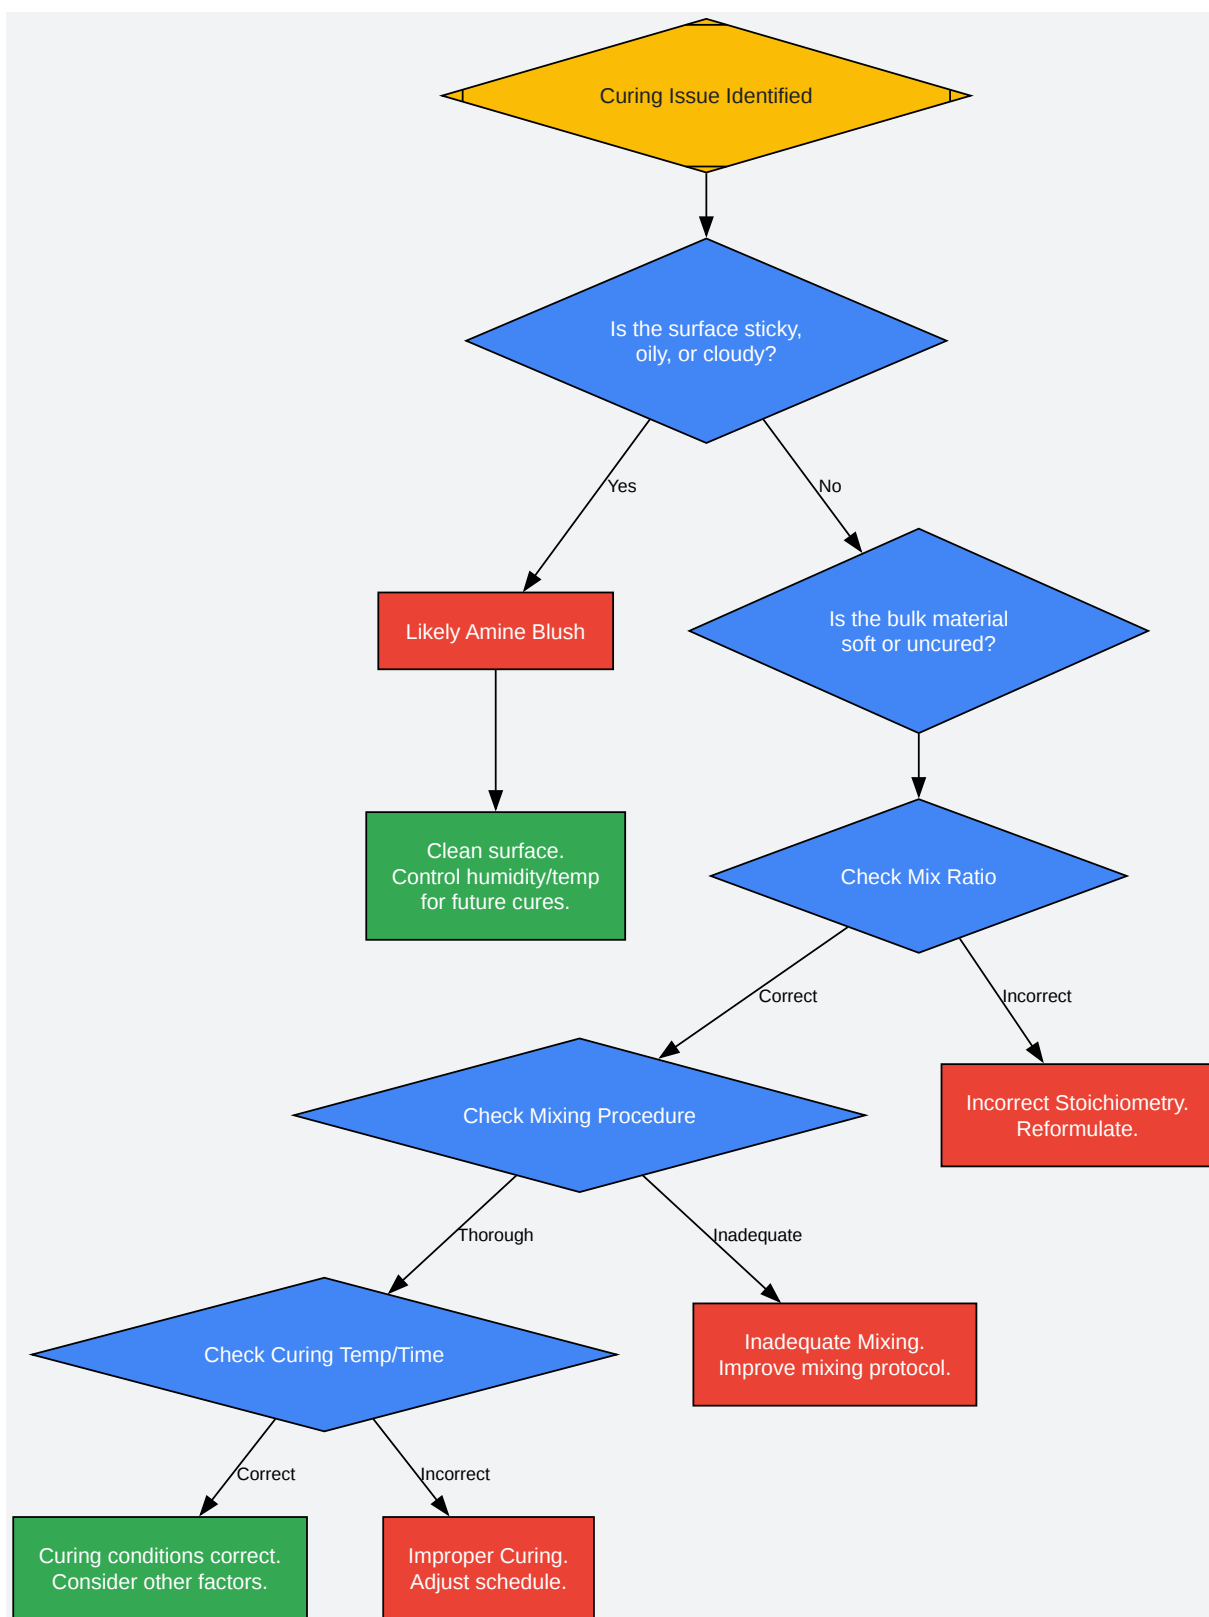 Curing Issue Identified
Is the surface sticky,
oily, or cloudy?
Yes
No
Likely Amine Blush
Is the bulk material
soft or uncured?
Clean surface.
Control humidity/temp
for future cures.
Check Mix Ratio
Correct
Incorrect
Check Mixing Procedure
Incorrect Stoichiometry.
Reformulate.
Thorough
Inadequate
Check Curing Temp/Time
Inadequate Mixing.
Improve mixing protocol.
Correct
Incorrect
Curing conditions correct.
Consider other factors.
Improper Curing.
Adjust schedule.